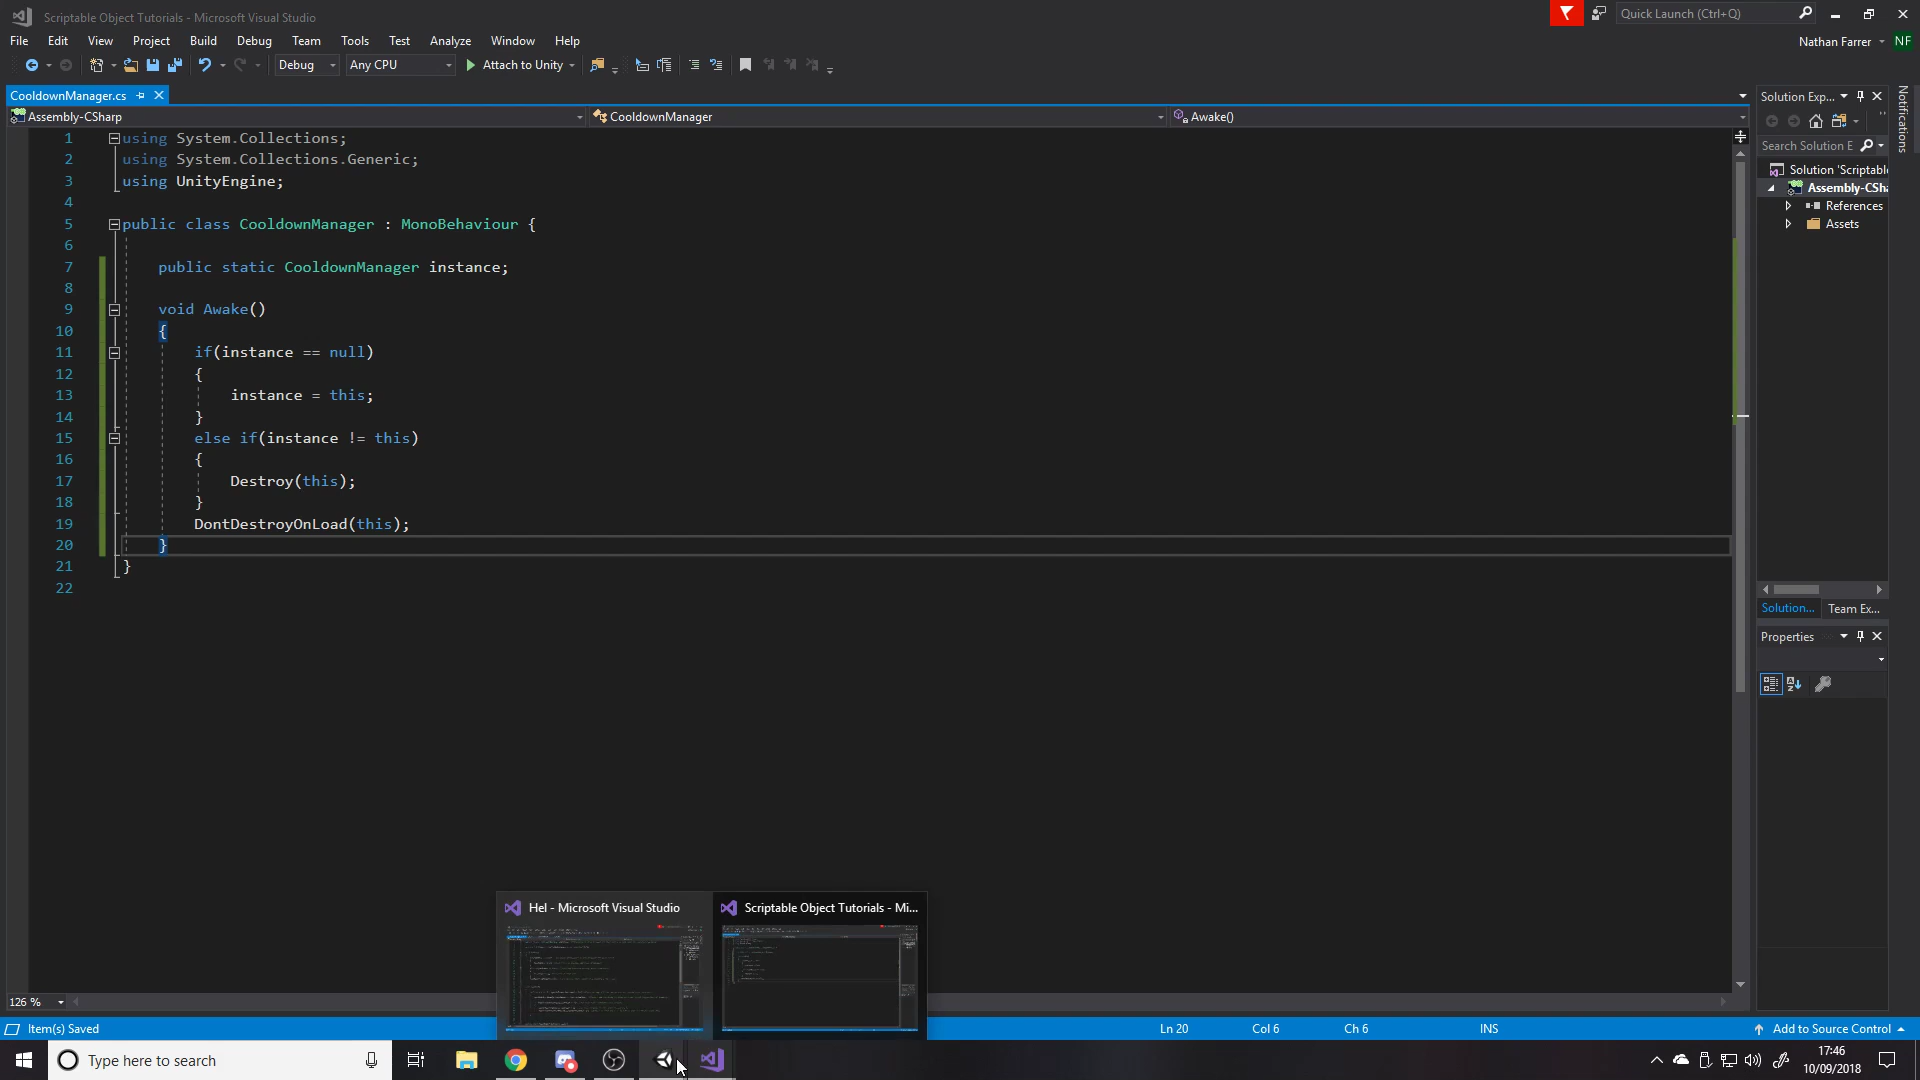 Scriptable Object Tutorials - Microsoft Visual Studio
Quick Launch (Ctrl+Q)
File Edit View Project Build Debug Team Tools Test Analyze Window Help
Nathan Farrer NF
Debug Any CPU Attach to Unity
CooldownManager.cs
Solution Exp...
Notifications
Assembly-CSharp CooldownManager Awake()
Search Solution E
Solution 'Scriptabl
Assembly-CSha
References
Assets
1 using System.Collections;
2 using System.Collections.Generic;
3 using UnityEngine;
4
5 public class CooldownManager : MonoBehaviour {
6
7 public static CooldownManager instance;
8
9 void Awake()
10 {
11 if(instance == null)
12 {
13 instance = this;
14 }
15 else if(instance != this)
16 {
17 Destroy(this);
18 }
19 DontDestroyOnLoad(this);
20 }
21 }
22
Solution... Team Ex...
Properties
Hel - Microsoft Visual Studio
Scriptable Object Tutorials - Mi...
126 %
Item(s) Saved Ln 20 Col 6 Ch 6 INS Add to Source Control
Type here to search
17:46
10/09/2018